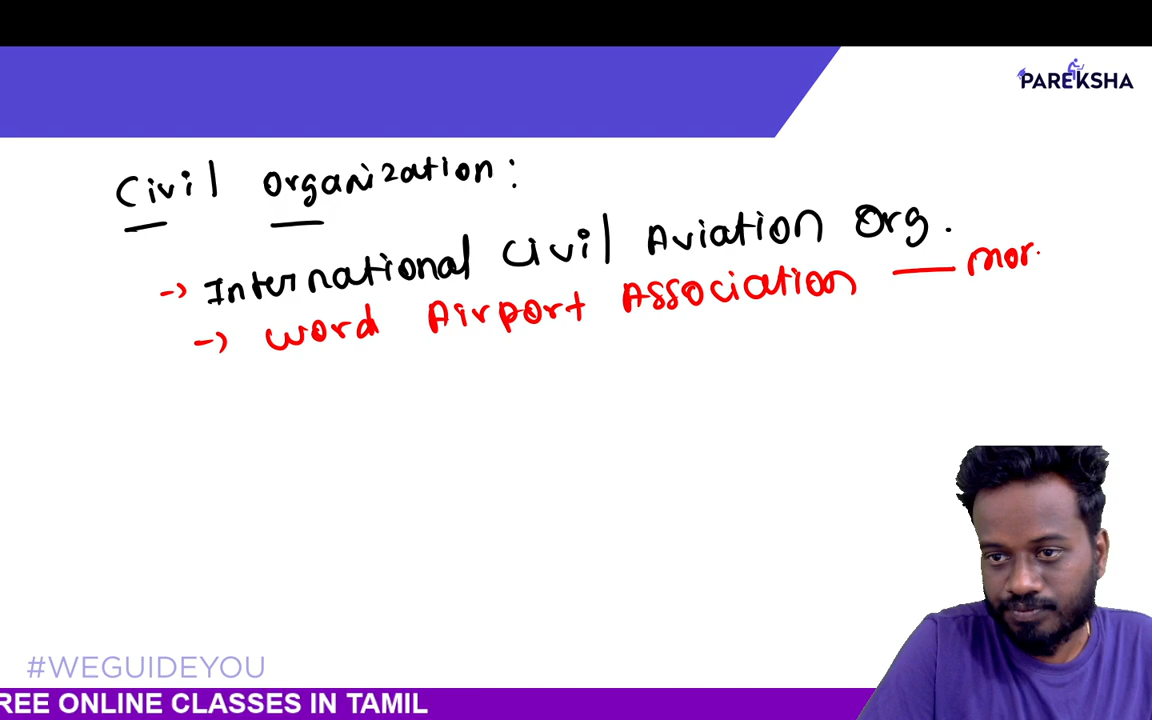 PAREKSHA
Civil Organization:
-> International Civil Aviation Org.
-> Word Airport Association — mor.
#WEGUIDEYOU
REE ONLINE CLASSES IN TAMIL